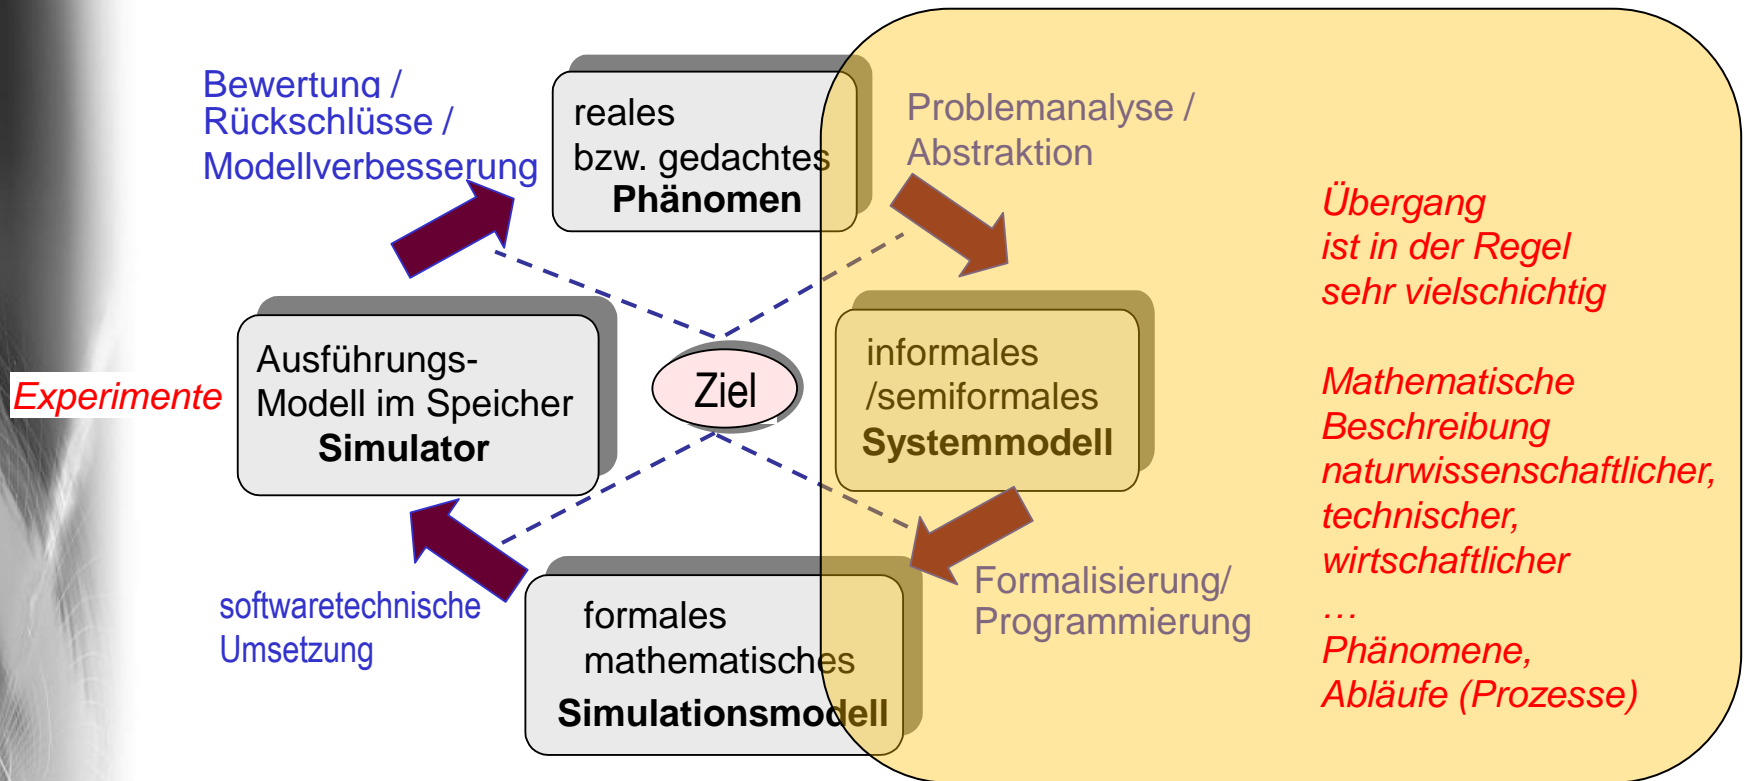 Bewertung /
Rückschlüsse /
Modellverbesserung
reales
bzw. gedachtes
Phänomen
Problemanalyse /
Abstraktion
Übergang
ist in der Regel
sehr vielschichtig
Experimente
Ausführungs-
Modell im Speicher
Simulator
Ziel
informales
/semiformales
Systemmodell
Mathematische
Beschreibung
naturwissenschaftlicher,
technischer,
wirtschaftlicher
…
Phänomene,
Abläufe (Prozesse)
softwaretechnische
Umsetzung
formales
mathematisches
Simulationsmodell
Formalisierung/
Programmierung